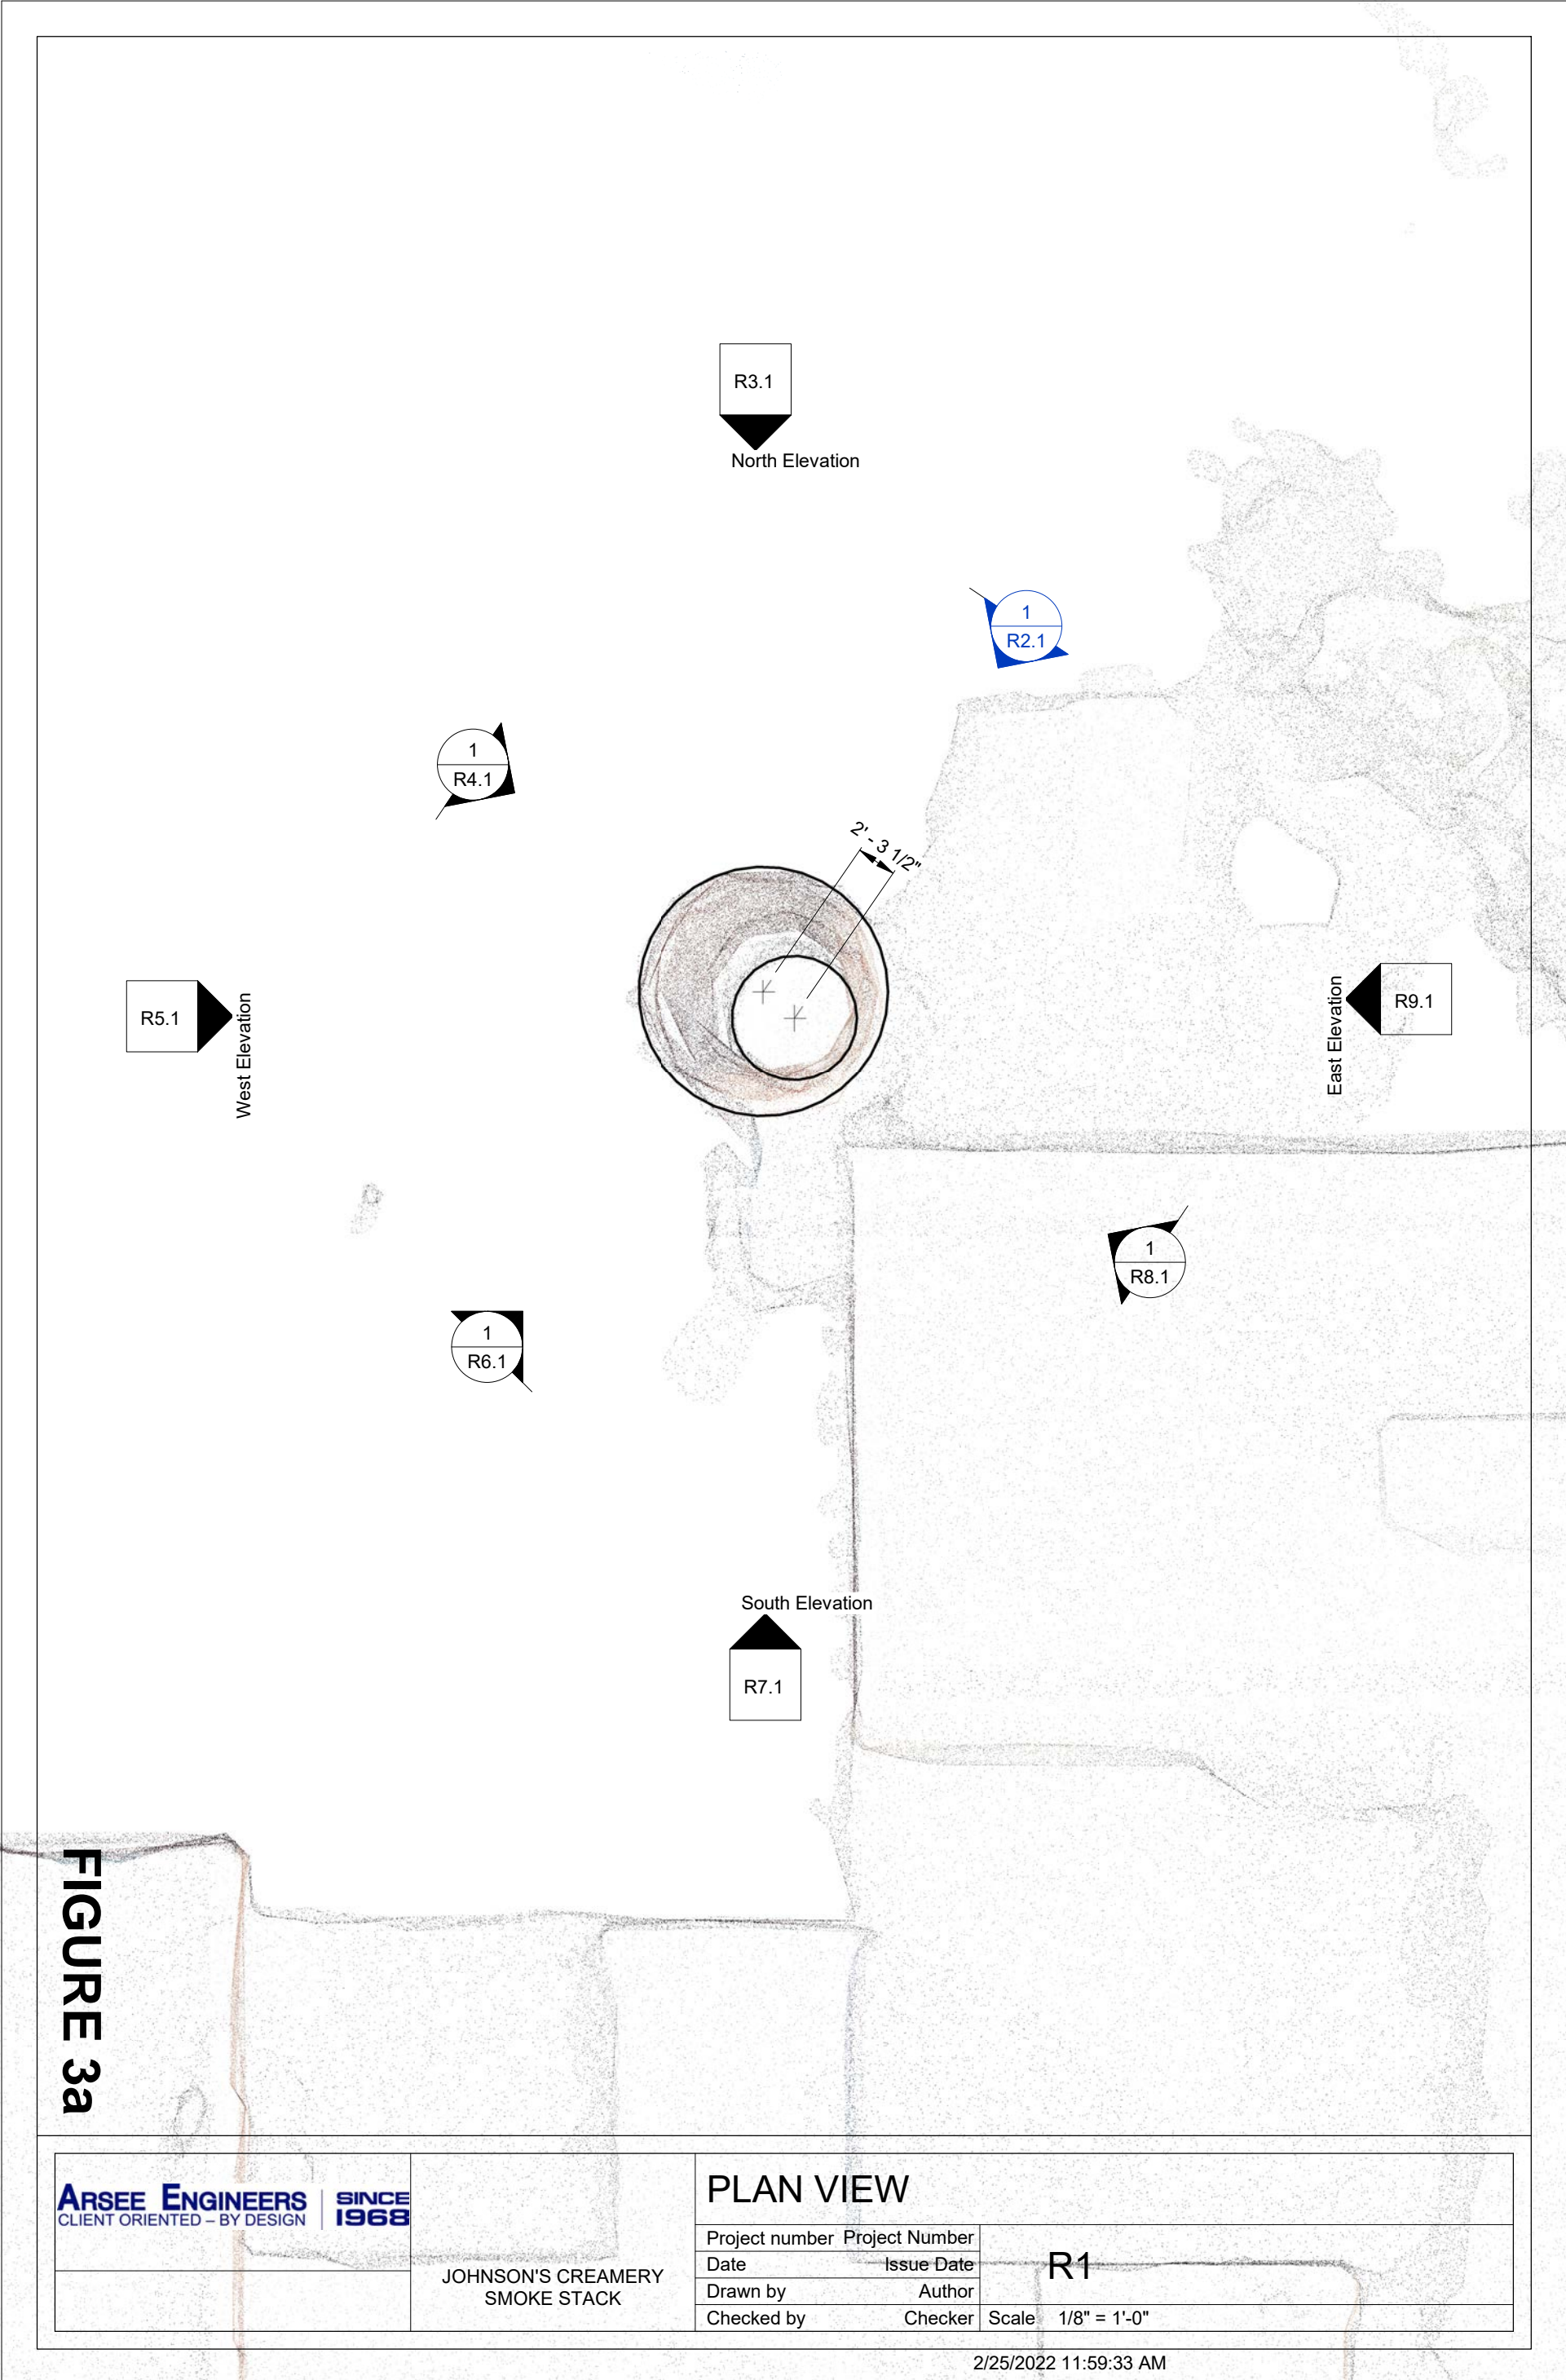 R3.1
North Elevation
1
R2.1
1
R4.1
2' - 3 1/2"
R5.1
West Elevation
East Elevation
R9.1
1
R8.1
1
R6.1
South Elevation
R7.1
FIGURE 3a
ARSEE ENGINEERS
CLIENT ORIENTED – BY DESIGN
SINCE
1968
JOHNSON'S CREAMERY
SMOKE STACK
PLAN VIEW
Project number Project Number
Date Issue Date
Drawn by Author
Checked by Checker
R1
Scale 1/8" = 1'-0"
2/25/2022 11:59:33 AM